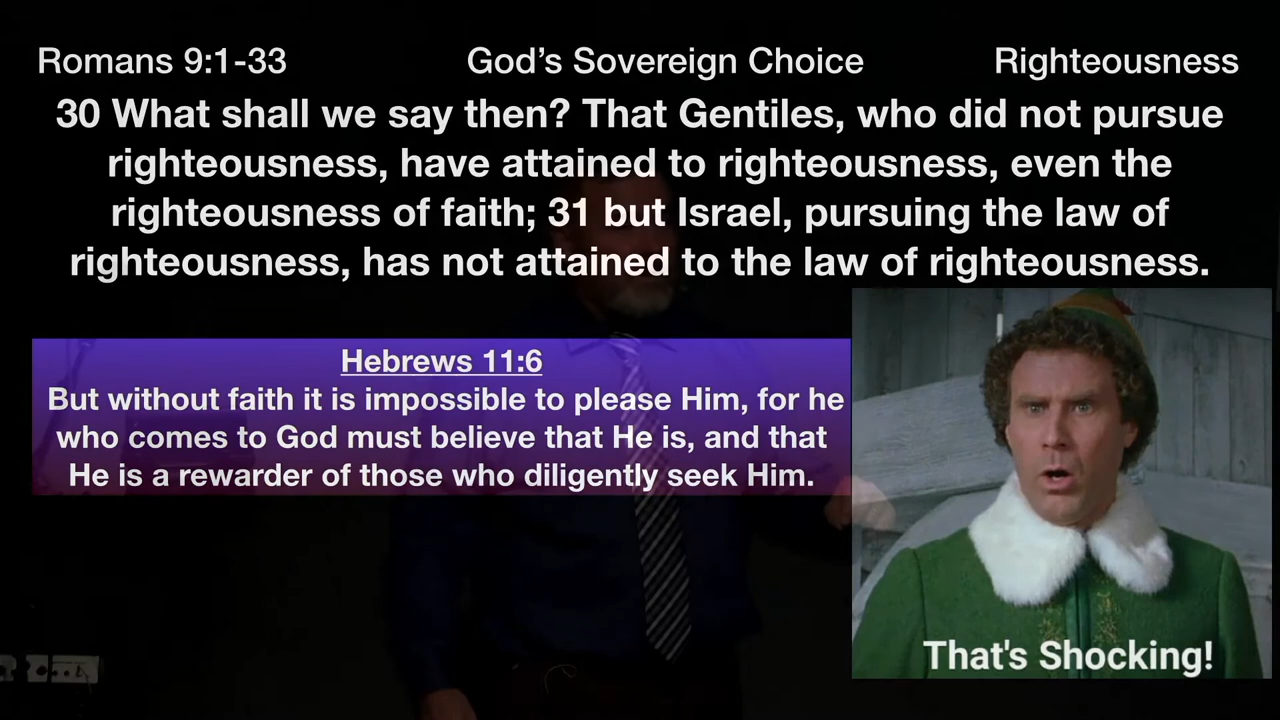 Romans 9:1-33 God’s Sovereign Choice Righteousness
30 What shall we say then? That Gentiles, who did not pursue
righteousness, have attained to righteousness, even the
righteousness of faith; 31 but Israel, pursuing the law of
righteousness, has not attained to the law of righteousness.
Hebrews 11:6
But without faith it is impossible to please Him, for he
who comes to God must believe that He is, and that
He is a rewarder of those who diligently seek Him.
That's Shocking!